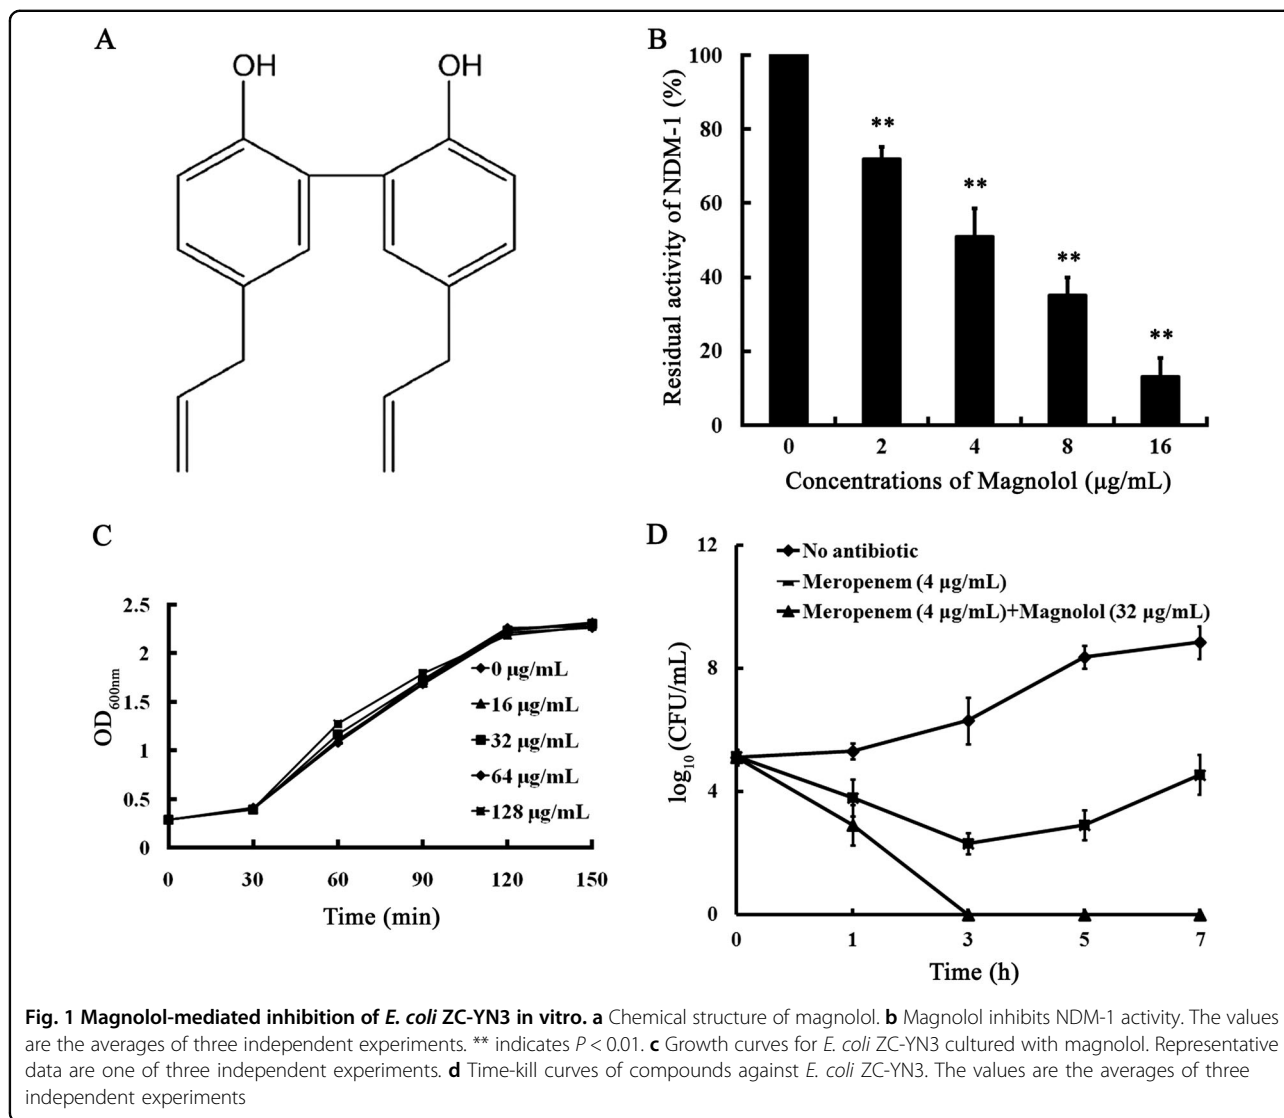 A
OH OH
B
Residual activity of NDM-1 (%)
100
80
60
40
20
0
**
**
**
**
0 2 4 8 16
Concentrations of Magnolol (μg/mL)
C
OD600nm
2.5
2
1.5
1
0.5
0
0 μg/mL
16 μg/mL
32 μg/mL
64 μg/mL
128 μg/mL
0 30 60 90 120 150
Time (min)
D
log10 (CFU/mL)
12
8
4
0
No antibiotic
Meropenem (4 μg/mL)
Meropenem (4 μg/mL)+Magnolol (32 μg/mL)
0 1 3 5 7
Time (h)
Fig. 1 Magnolol-mediated inhibition of E. coli ZC-YN3 in vitro. a Chemical structure of magnolol. b Magnolol inhibits NDM-1 activity. The values
are the averages of three independent experiments. ** indicates P < 0.01. c Growth curves for E. coli ZC-YN3 cultured with magnolol. Representative
data are one of three independent experiments. d Time-kill curves of compounds against E. coli ZC-YN3. The values are the averages of three
independent experiments